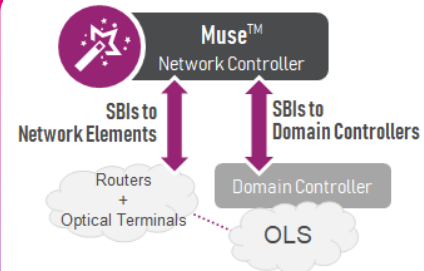 Muse™
Network Controller
SBIs to
Network Elements
SBIs to
Domain Controllers
Routers
+
Optical Terminals
Domain Controller
OLS